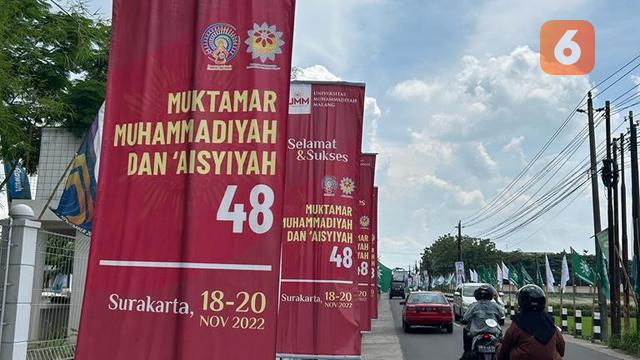 6
48
MUKTAMAR
MUHAMMADIYAH
DAN 'AISYIYAH
48
Surakarta, 18-20
NOV 2022
UMM
UNIVERSITAS
MUHAMMADIYAH
MALANG
Selamat
&Sukses
MUKTAMAR
MUHAMMADIYAH
DAN 'AISYIYAH
48
Surakarta, 18-20
NOV 2022